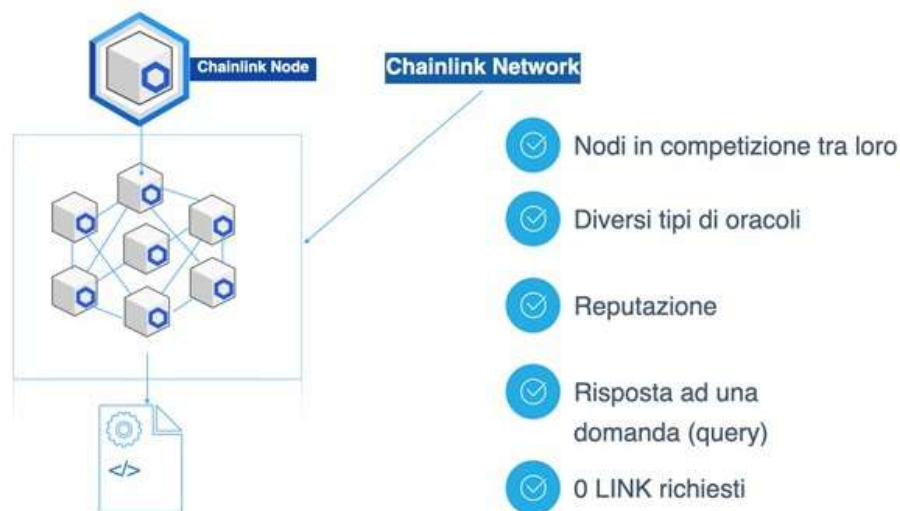 Chainlink Node
Chainlink Network
Nodi in competizione tra loro
Diversi tipi di oracoli
Reputazione
Risposta ad una
domanda (query)
</>
0 LINK richiesti